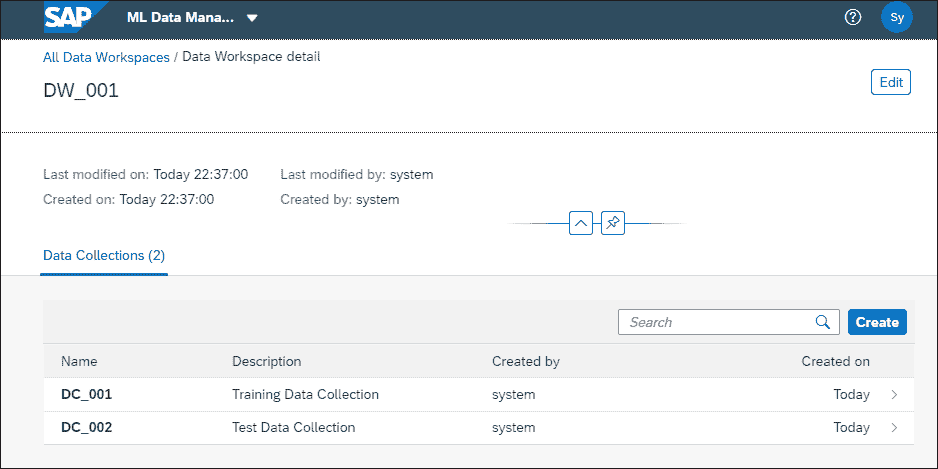 SAP ML Data Mana... Sy
All Data Workspaces / Data Workspace detail
DW_001
Edit
Last modified on: Today 22:37:00 Last modified by: system
Created on: Today 22:37:00 Created by: system
Data Collections (2)
Search Create
Name Description Created by Created on
DC_001 Training Data Collection system Today
DC_002 Test Data Collection system Today